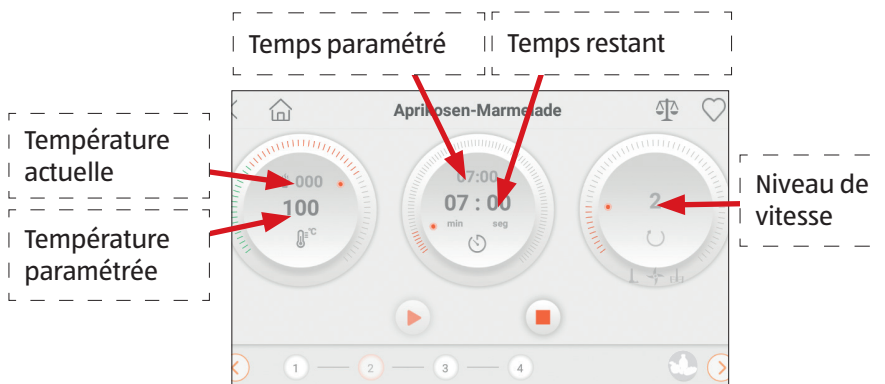 Temps paramétré
Temps restant
Aprikosen-Marmelade
Température
actuelle
Température
paramétrée
000
100
°C
07:00
07 : 00
min seg
2
Niveau de
vitesse
1 2 3 4